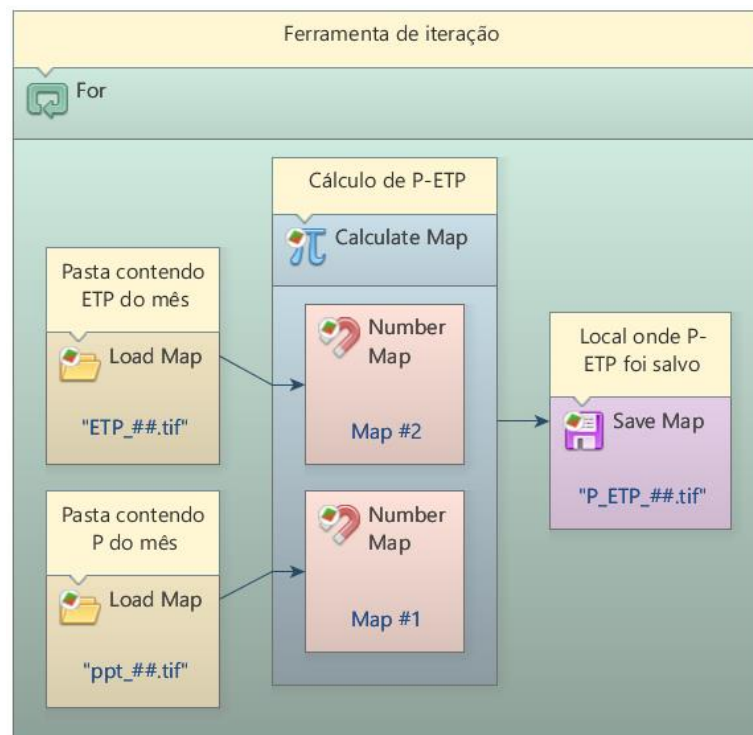 Ferramenta de iteração
For
Cálculo de P-ETP
Calculate Map
Pasta contendo
ETP do mês
Load Map
"ETP_##.tif"
Number
Map
Map #2
Local onde P-
ETP foi salvo
Save Map
"P_ETP_##.tif"
Pasta contendo
P do mês
Load Map
"ppt_##.tif"
Number
Map
Map #1